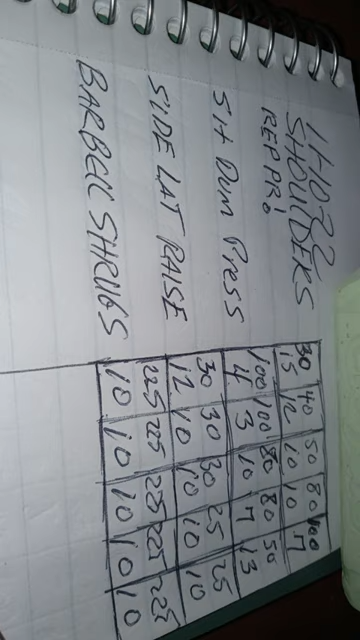 11-10-22
SHOULDERS
REP PR!
30 40 50 80 100
15 12 10 10 7
SIT DUM PRESS
100 100 80 80 50
4 3 10 7 13
SIDE LAT RAISE
30 30 30 25 25
12 10 10 10 10
BARBELL SHRUGS
225 225 225 225 225
10 10 10 10 10